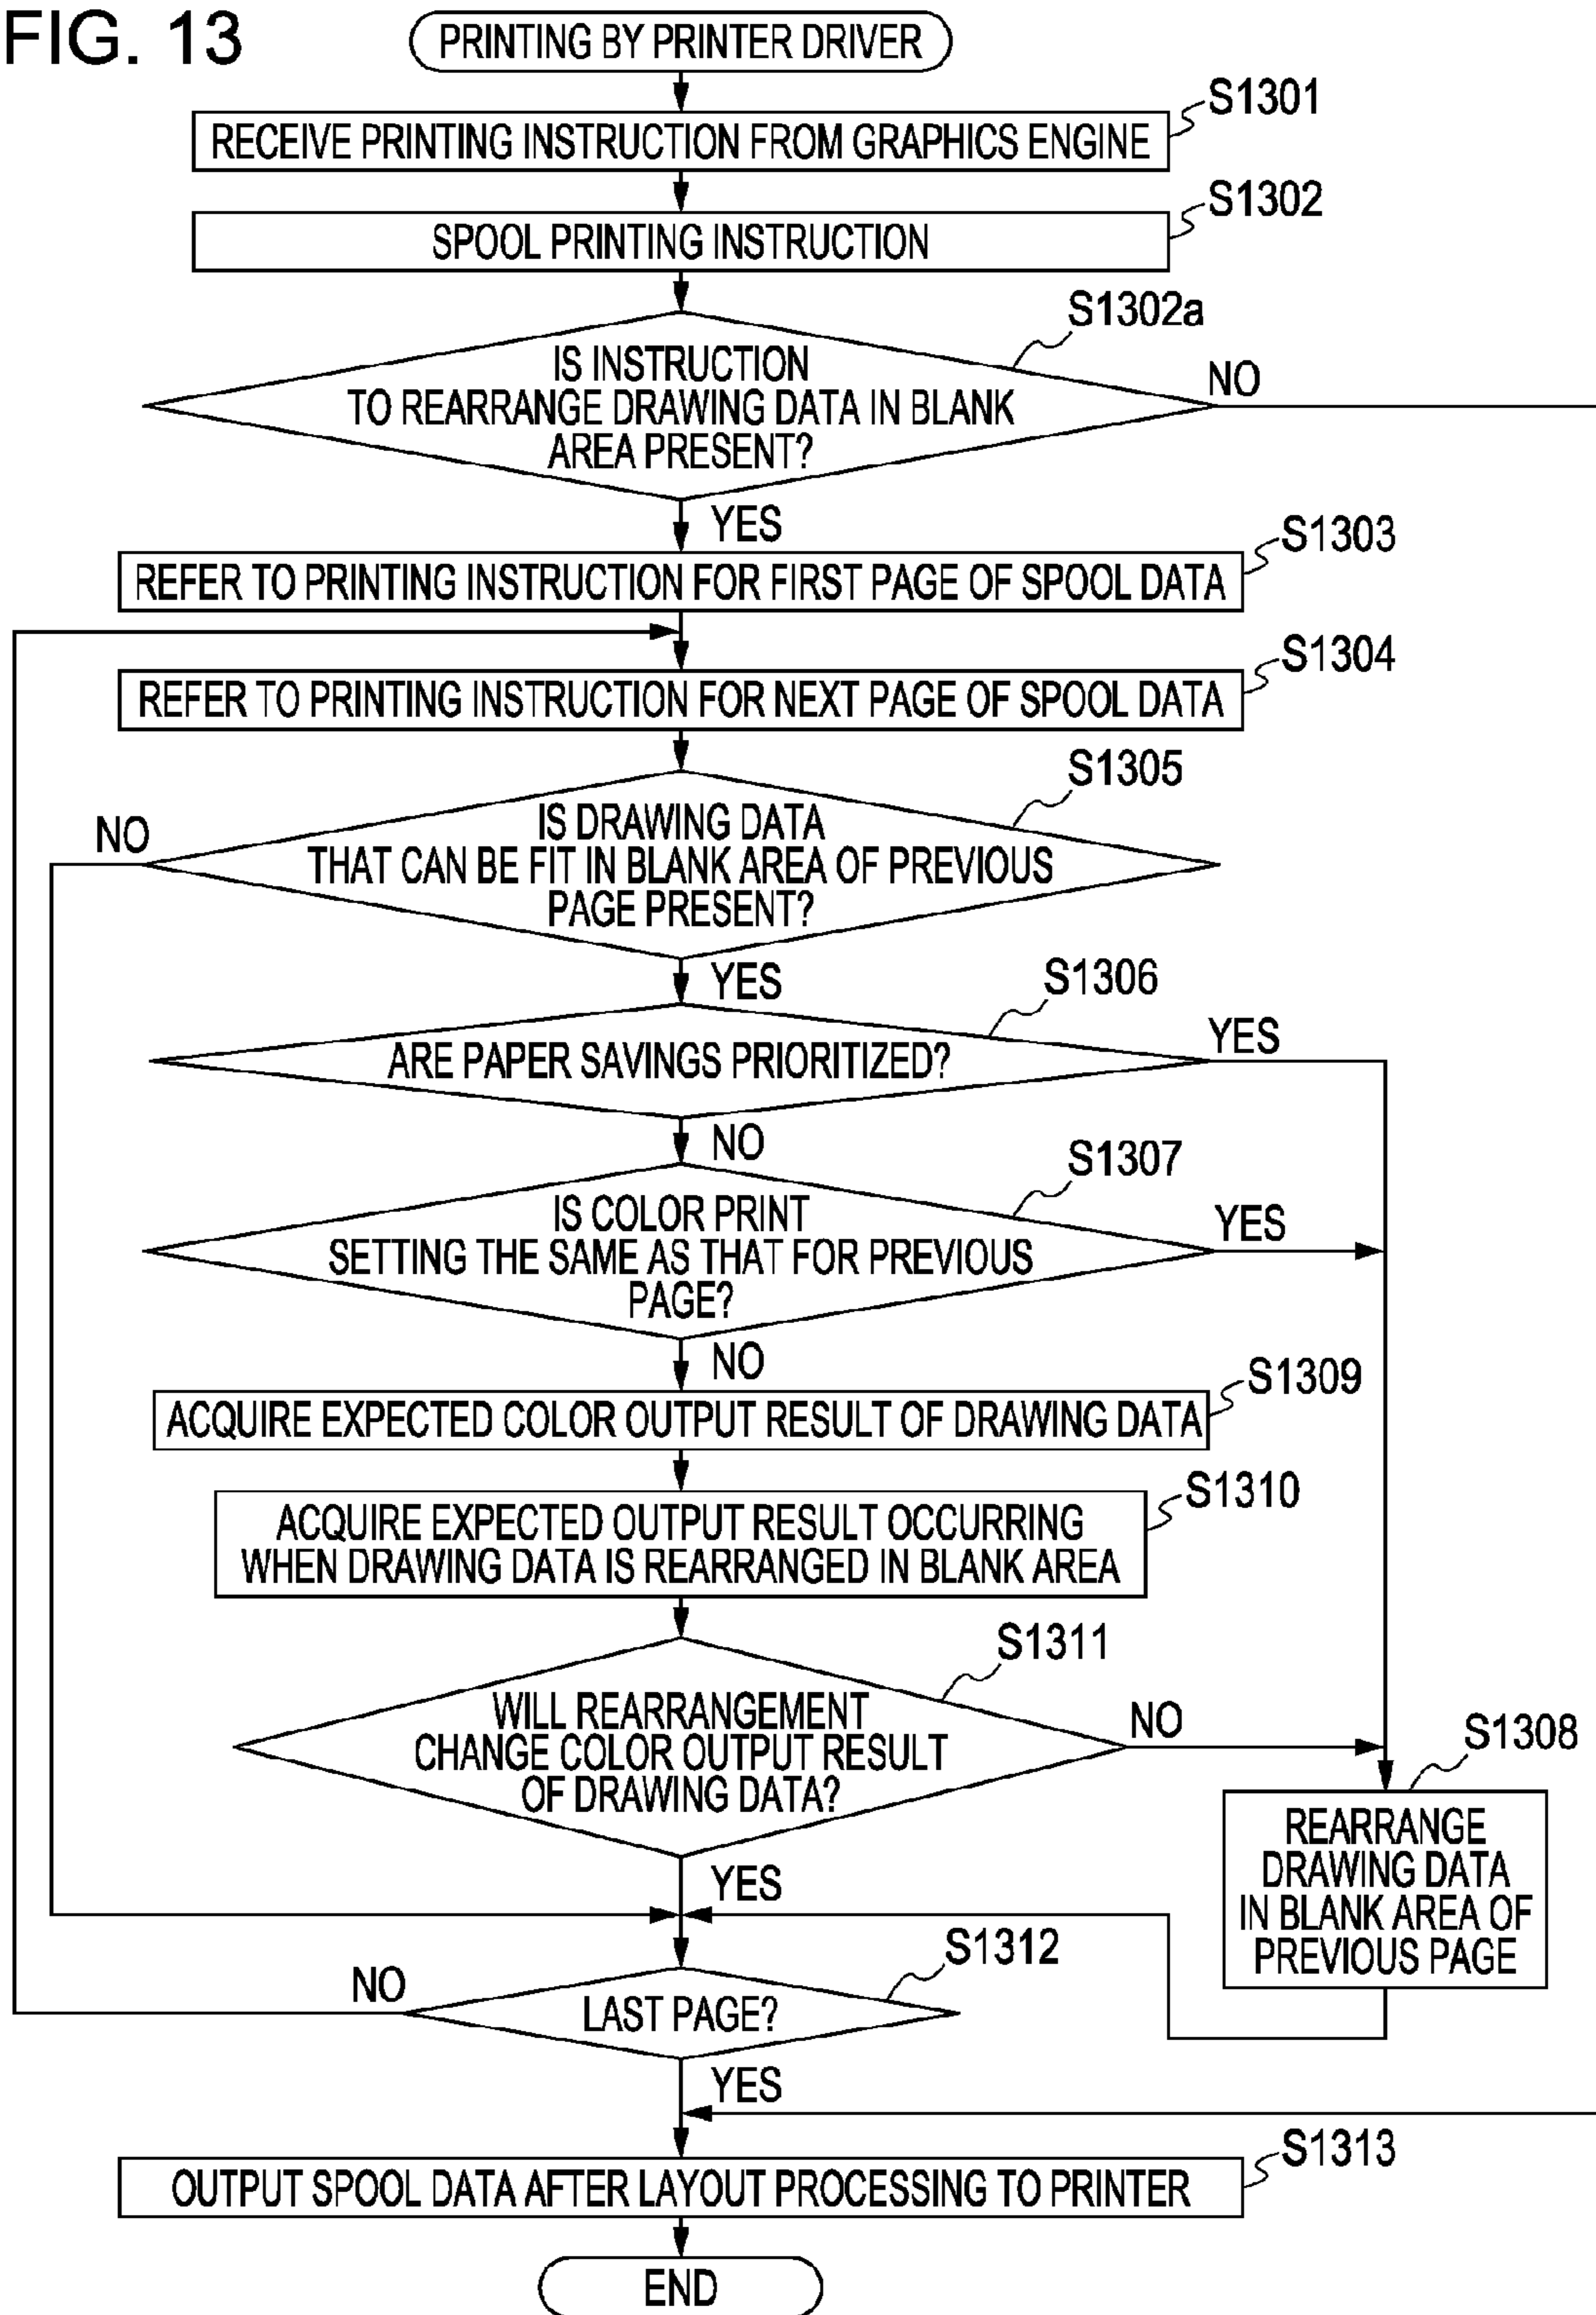 FIG. 13
PRINTING BY PRINTER DRIVER
S1301
RECEIVE PRINTING INSTRUCTION FROM GRAPHICS ENGINE
S1302
SPOOL PRINTING INSTRUCTION
S1302a
IS INSTRUCTION
TO REARRANGE DRAWING DATA IN BLANK
AREA PRESENT?
NO
YES
S1303
REFER TO PRINTING INSTRUCTION FOR FIRST PAGE OF SPOOL DATA
S1304
REFER TO PRINTING INSTRUCTION FOR NEXT PAGE OF SPOOL DATA
S1305
NO
IS DRAWING DATA
THAT CAN BE FIT IN BLANK AREA OF PREVIOUS
PAGE PRESENT?
YES
S1306
ARE PAPER SAVINGS PRIORITIZED?
YES
NO
S1307
IS COLOR PRINT
SETTING THE SAME AS THAT FOR PREVIOUS
PAGE?
YES
NO
S1309
ACQUIRE EXPECTED COLOR OUTPUT RESULT OF DRAWING DATA
S1310
ACQUIRE EXPECTED OUTPUT RESULT OCCURRING
WHEN DRAWING DATA IS REARRANGED IN BLANK AREA
S1311
WILL REARRANGEMENT
CHANGE COLOR OUTPUT RESULT
OF DRAWING DATA?
NO
YES
S1308
REARRANGE
DRAWING DATA
IN BLANK AREA OF
PREVIOUS PAGE
S1312
NO
LAST PAGE?
YES
S1313
OUTPUT SPOOL DATA AFTER LAYOUT PROCESSING TO PRINTER
END